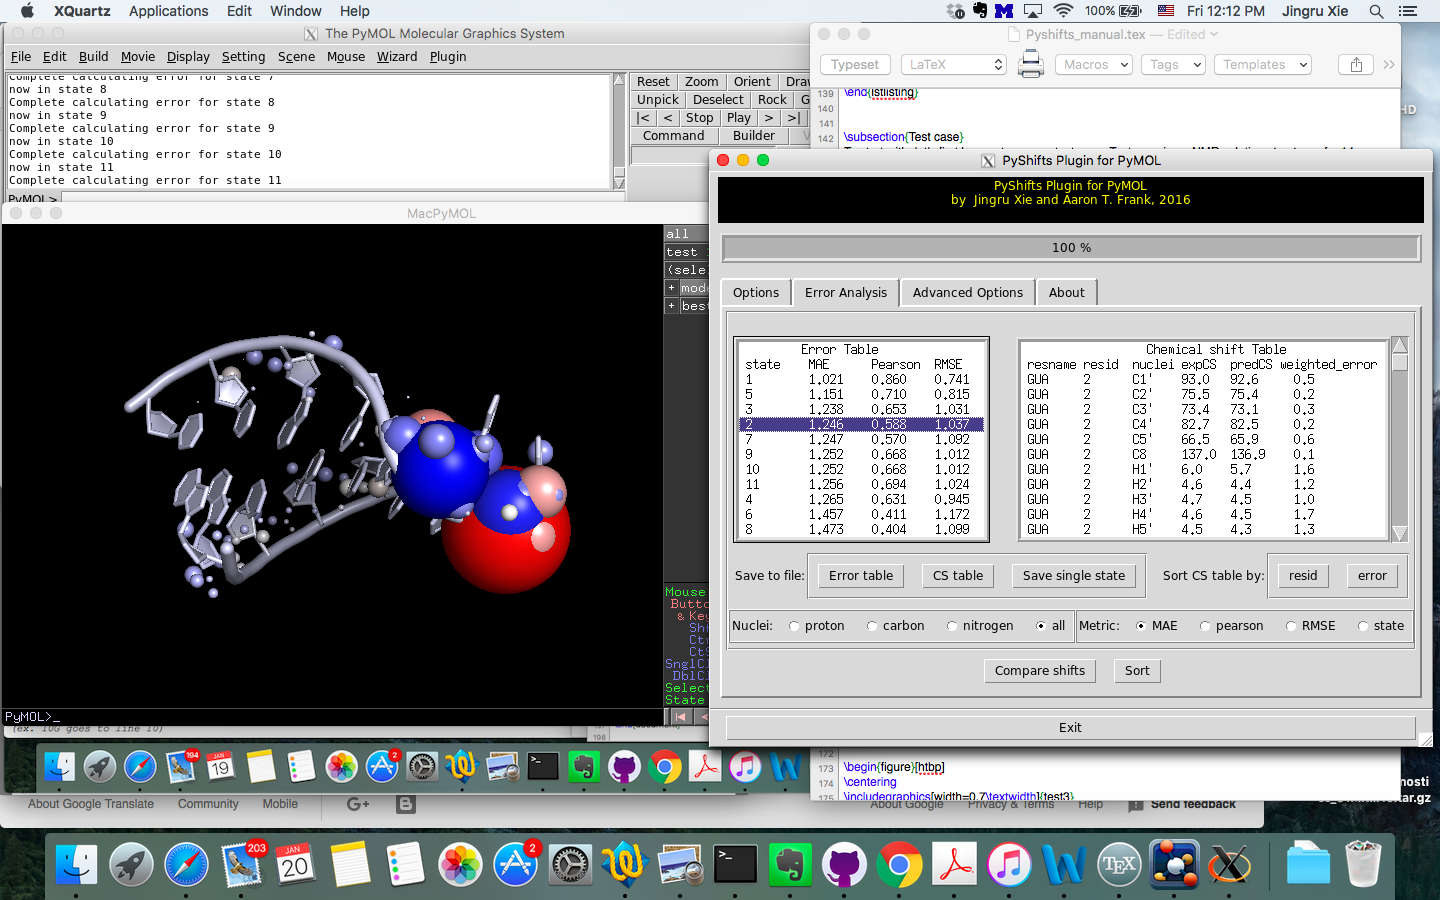 XQuartz Applications Edit Window Help 100% Fri 12:12 PM Jingru Xie
The PyMOL Molecular Graphics System
File Edit Build Movie Display Setting Scene Mouse Wizard Plugin
Complete calculating error for state 7
now in state 8
Complete calculating error for state 8
now in state 9
Complete calculating error for state 9
now in state 10
Complete calculating error for state 10
now in state 11
Complete calculating error for state 11
PyMOL>
Reset Zoom Orient Draw
Unpick Deselect Rock G
|< < Stop Play > >|
Command Builder
Pyshifts_manual.tex — Edited
Typeset LaTeX Macros Tags Templates
139 \end{lstlisting}
140
141
142 \subsection{Test case}
HD
MacPyMOL
all
test
(sele
+ mod
+ best
Mouse
Butto
& Key
Shf
Ctr
CtS
SnglCl
DblCl
Select
State
PyMOL>_
PyShifts Plugin for PyMOL
PyShifts Plugin for PyMOL
by Jingru Xie and Aaron T. Frank, 2016
100 %
Options Error Analysis Advanced Options About
Error Table
state MAE Pearson RMSE
1 1.021 0.860 0.741
5 1.151 0.710 0.815
3 1.238 0.653 1.031
2 1.246 0.588 1.037
7 1.247 0.570 1.092
9 1.252 0.668 1.012
10 1.252 0.668 1.012
11 1.256 0.694 1.024
4 1.265 0.631 0.945
6 1.457 0.411 1.172
8 1.473 0.404 1.099
Chemical shift Table
resname resid nuclei expCS predCS weighted_error
GUA 2 C1' 93.0 92.6 0.5
GUA 2 C2' 75.5 75.4 0.2
GUA 2 C3' 73.4 73.1 0.3
GUA 2 C4' 82.7 82.5 0.2
GUA 2 C5' 66.5 65.9 0.6
GUA 2 C8 137.0 136.9 0.1
GUA 2 H1' 6.0 5.7 1.6
GUA 2 H2' 4.6 4.4 1.2
GUA 2 H3' 4.7 4.5 1.0
GUA 2 H4' 4.6 4.5 1.7
GUA 2 H5' 4.5 4.3 1.3
Save to file: Error table CS table Save single state Sort CS table by: resid error
Nuclei: proton carbon nitrogen all Metric: MAE pearson RMSE state
Compare shifts Sort
Exit
(ex. 10G goes to line 10)
198
172
173 \begin{figure}[htbp]
174 \centering
175 \includegraphics[width=0.7\textwidth]{test3}
194 JAN 19 2
About Google Translate Community Mobile G+ B About Google Privacy & Terms Help Send feedback
nosti
tar.gz
203 JAN 20 2 TEX